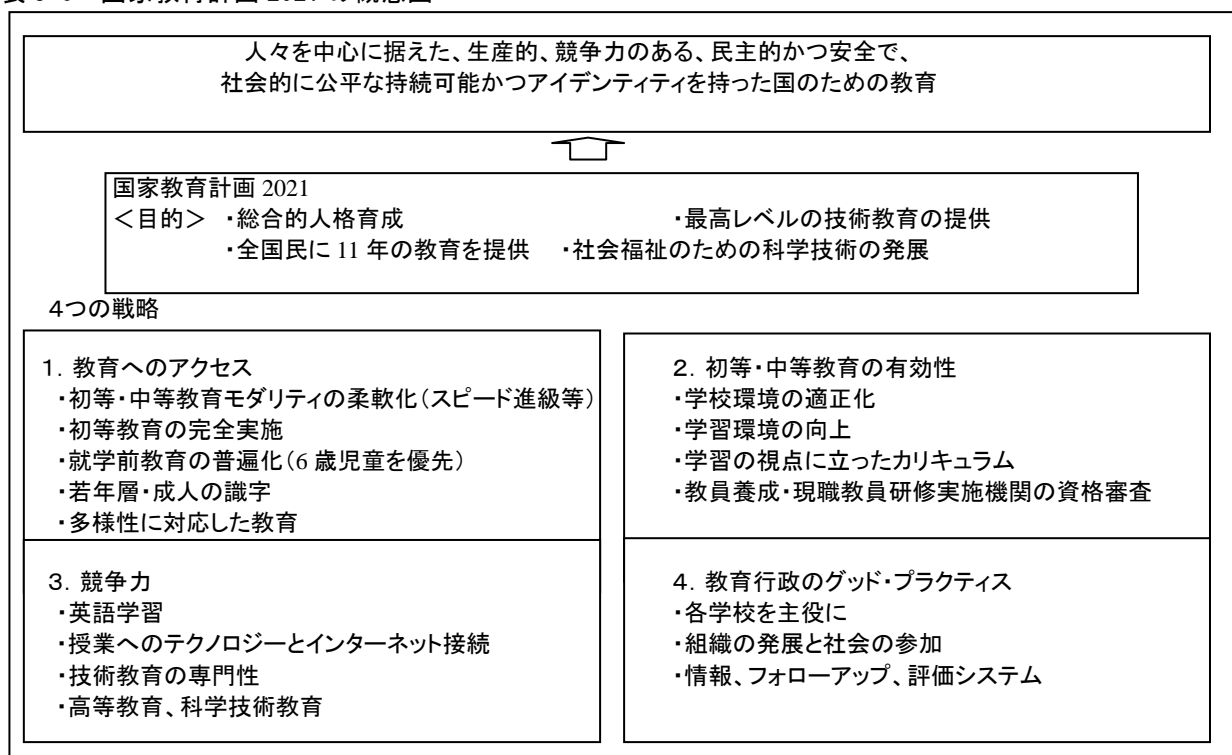 人々を中心に据えた、生産的、競争力のある、民主的かつ安全で、
社会的に公平な持続可能かつアイデンティティを持った国のための教育
国家教育計画 2021
＜目的＞ ・総合的人格育成 ・最高レベルの技術教育の提供
・全国民に 11 年の教育を提供 ・社会福祉のための科学技術の発展
４つの戦略
１．教育へのアクセス
・初等・中等教育モダリティの柔軟化（スピード進級等）
・初等教育の完全実施
・就学前教育の普遍化（6 歳児童を優先）
・若年層・成人の識字
・多様性に対応した教育
２．初等・中等教育の有効性
・学校環境の適正化
・学習環境の向上
・学習の視点に立ったカリキュラム
・教員養成・現職教員研修実施機関の資格審査
３．競争力
・英語学習
・授業へのテクノロジーとインターネット接続
・技術教育の専門性
・高等教育、科学技術教育
４．教育行政のグッド・プラクティス
・各学校を主役に
・組織の発展と社会の参加
・情報、フォローアップ、評価システム